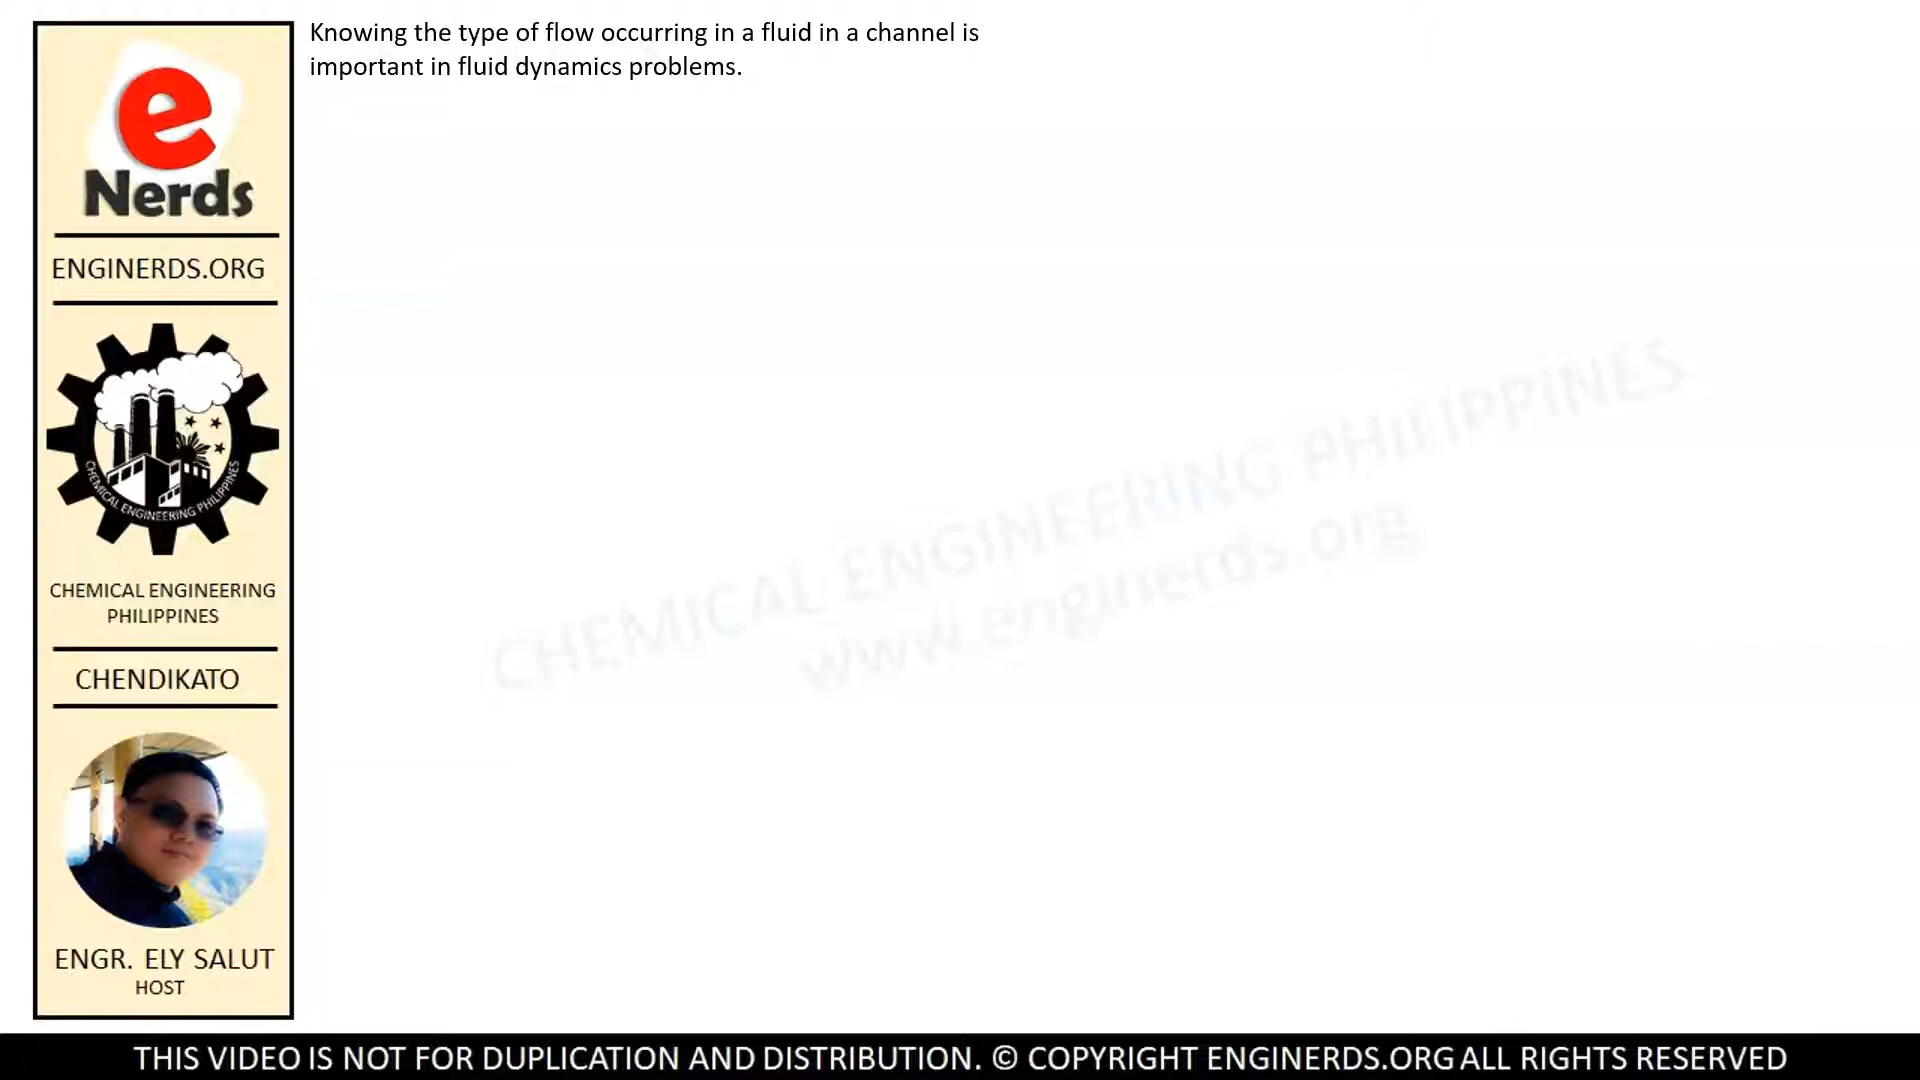 Knowing the type of flow occurring in a fluid in a channel is
important in fluid dynamics problems.
e
Nerds
ENGINERDS.ORG
CHEMICAL ENGINEERING PHILIPPINES
CHEMICAL ENGINEERING
PHILIPPINES
CHENDIKATO
ENGR. ELY SALUT
HOST
CHEMICAL ENGINEERING PHILIPPINES
www.enginerds.org
THIS VIDEO IS NOT FOR DUPLICATION AND DISTRIBUTION. © COPYRIGHT ENGINERDS.ORG ALL RIGHTS RESERVED